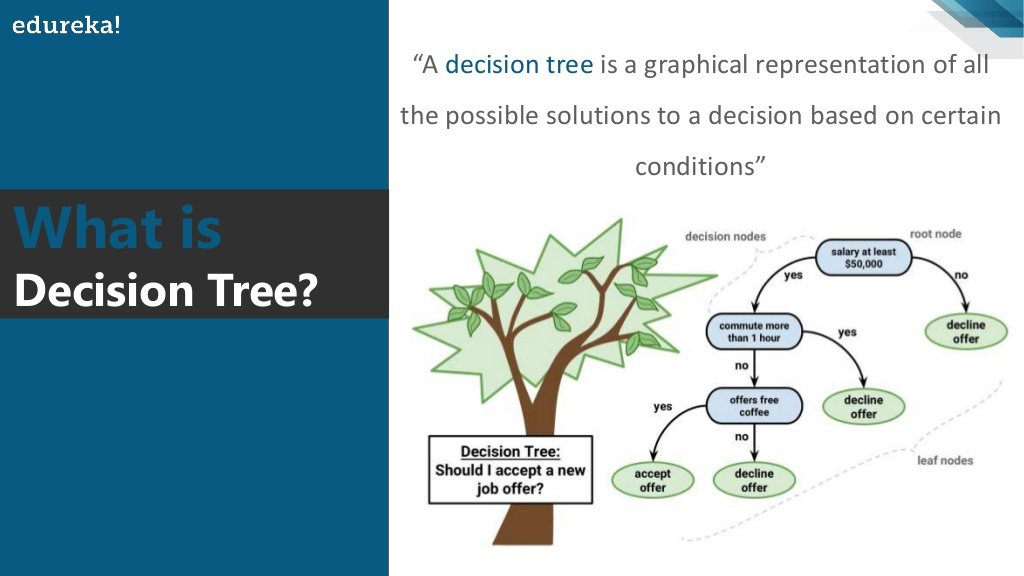 edureka!
“A decision tree is a graphical representation of all
the possible solutions to a decision based on certain
conditions”
What is
Decision Tree?
decision nodes
root node
salary at least
$50,000
yes
no
commute more
than 1 hour
yes
decline
offer
no
offers free
coffee
decline
offer
yes
no
accept
offer
decline
offer
leaf nodes
Decision Tree:
Should I accept a new
job offer?